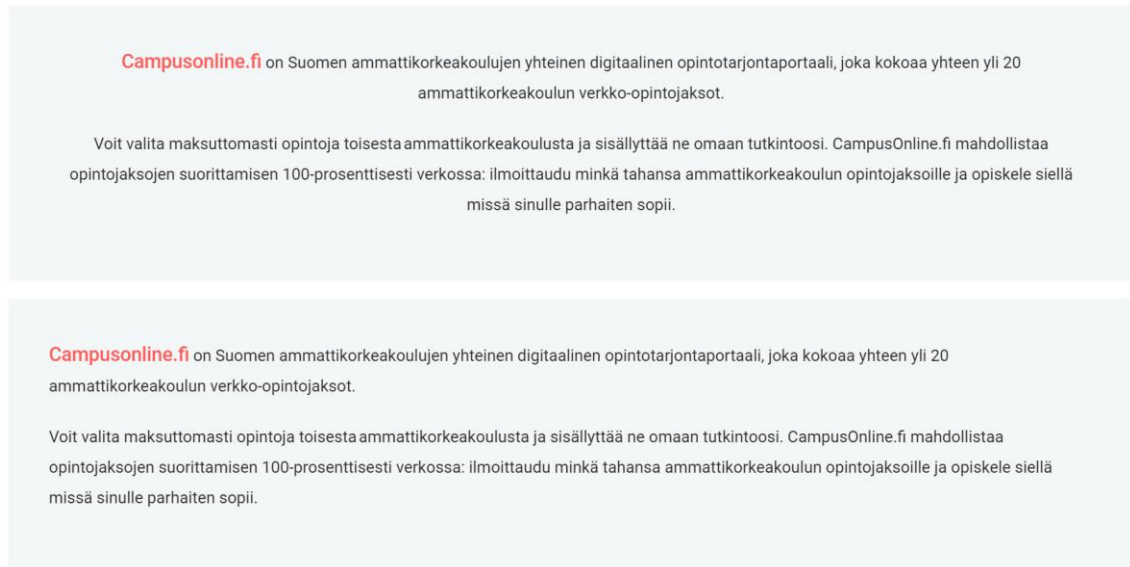 Campusonline.fi on Suomen ammattikorkeakoulujen yhteinen digitaalinen opintotarjontaportaali, joka kokoaa yhteen yli 20
ammattikorkeakoulun verkko-opintojaksot.
Voit valita maksuttomasti opintoja toisesta ammattikorkeakoulusta ja sisällyttää ne omaan tutkintoosi. CampusOnline.fi mahdollistaa
opintojaksojen suorittamisen 100-prosenttisesti verkossa: ilmoittaudu minkä tahansa ammattikorkeakoulun opintojaksoille ja opiskele siellä
missä sinulle parhaiten sopii.
Campusonline.fi on Suomen ammattikorkeakoulujen yhteinen digitaalinen opintotarjontaportaali, joka kokoaa yhteen yli 20
ammattikorkeakoulun verkko-opintojaksot.
Voit valita maksuttomasti opintoja toisesta ammattikorkeakoulusta ja sisällyttää ne omaan tutkintoosi. CampusOnline.fi mahdollistaa
opintojaksojen suorittamisen 100-prosenttisesti verkossa: ilmoittaudu minkä tahansa ammattikorkeakoulun opintojaksoille ja opiskele siellä
missä sinulle parhaiten sopii.